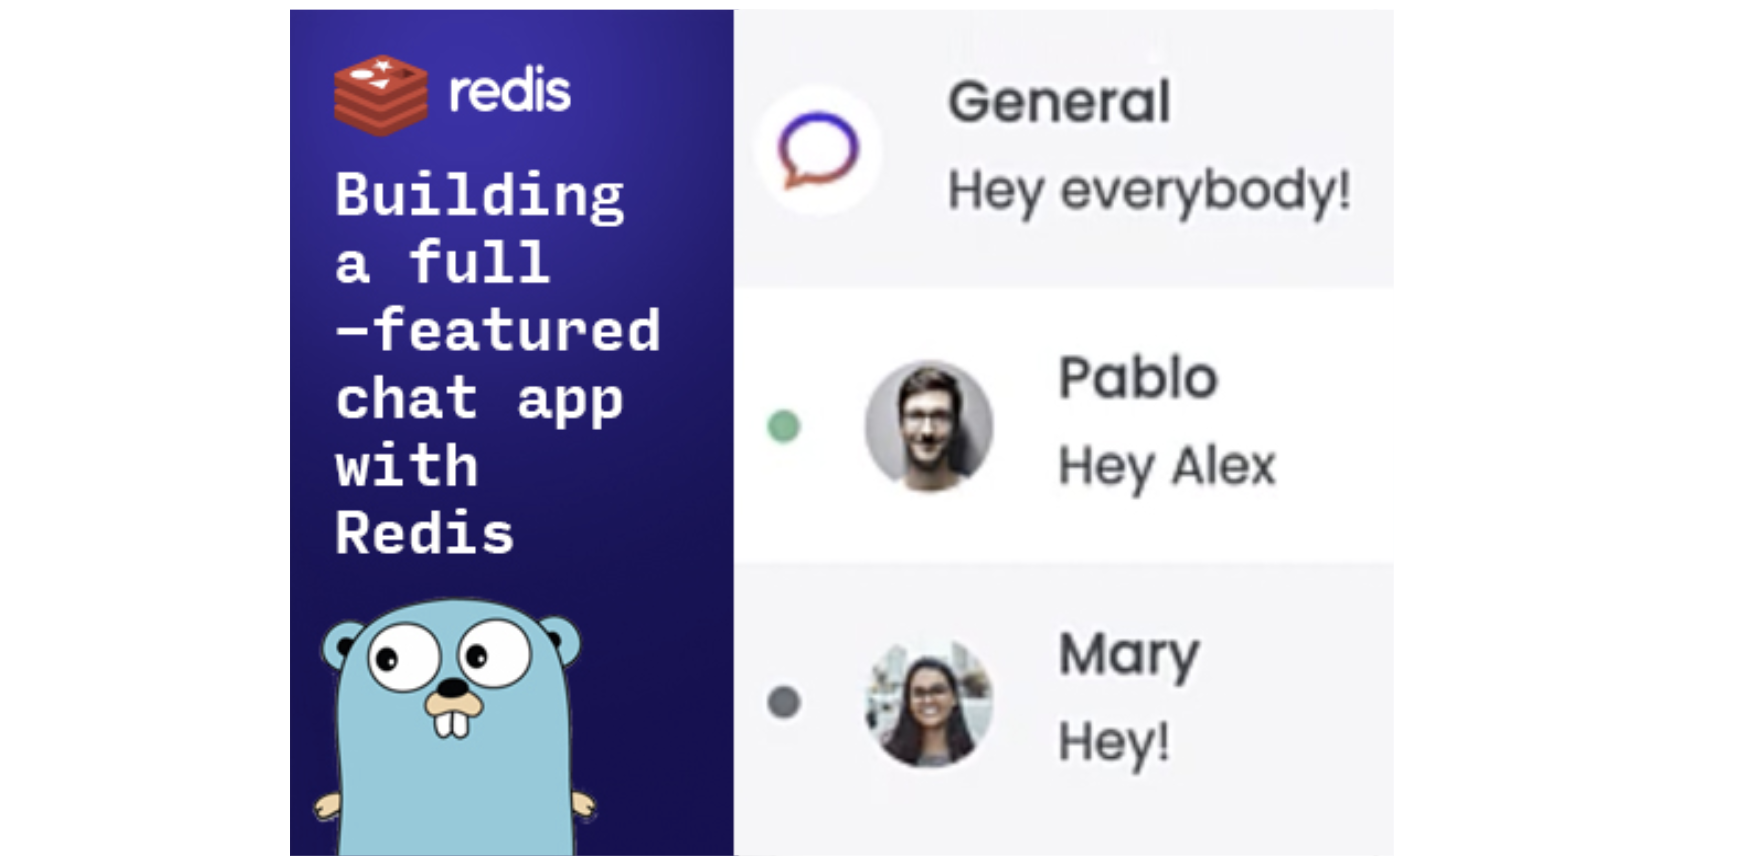 redis
Building
a full
-featured
chat app
with
Redis
General
Hey everybody!
Pablo
Hey Alex
Mary
Hey!